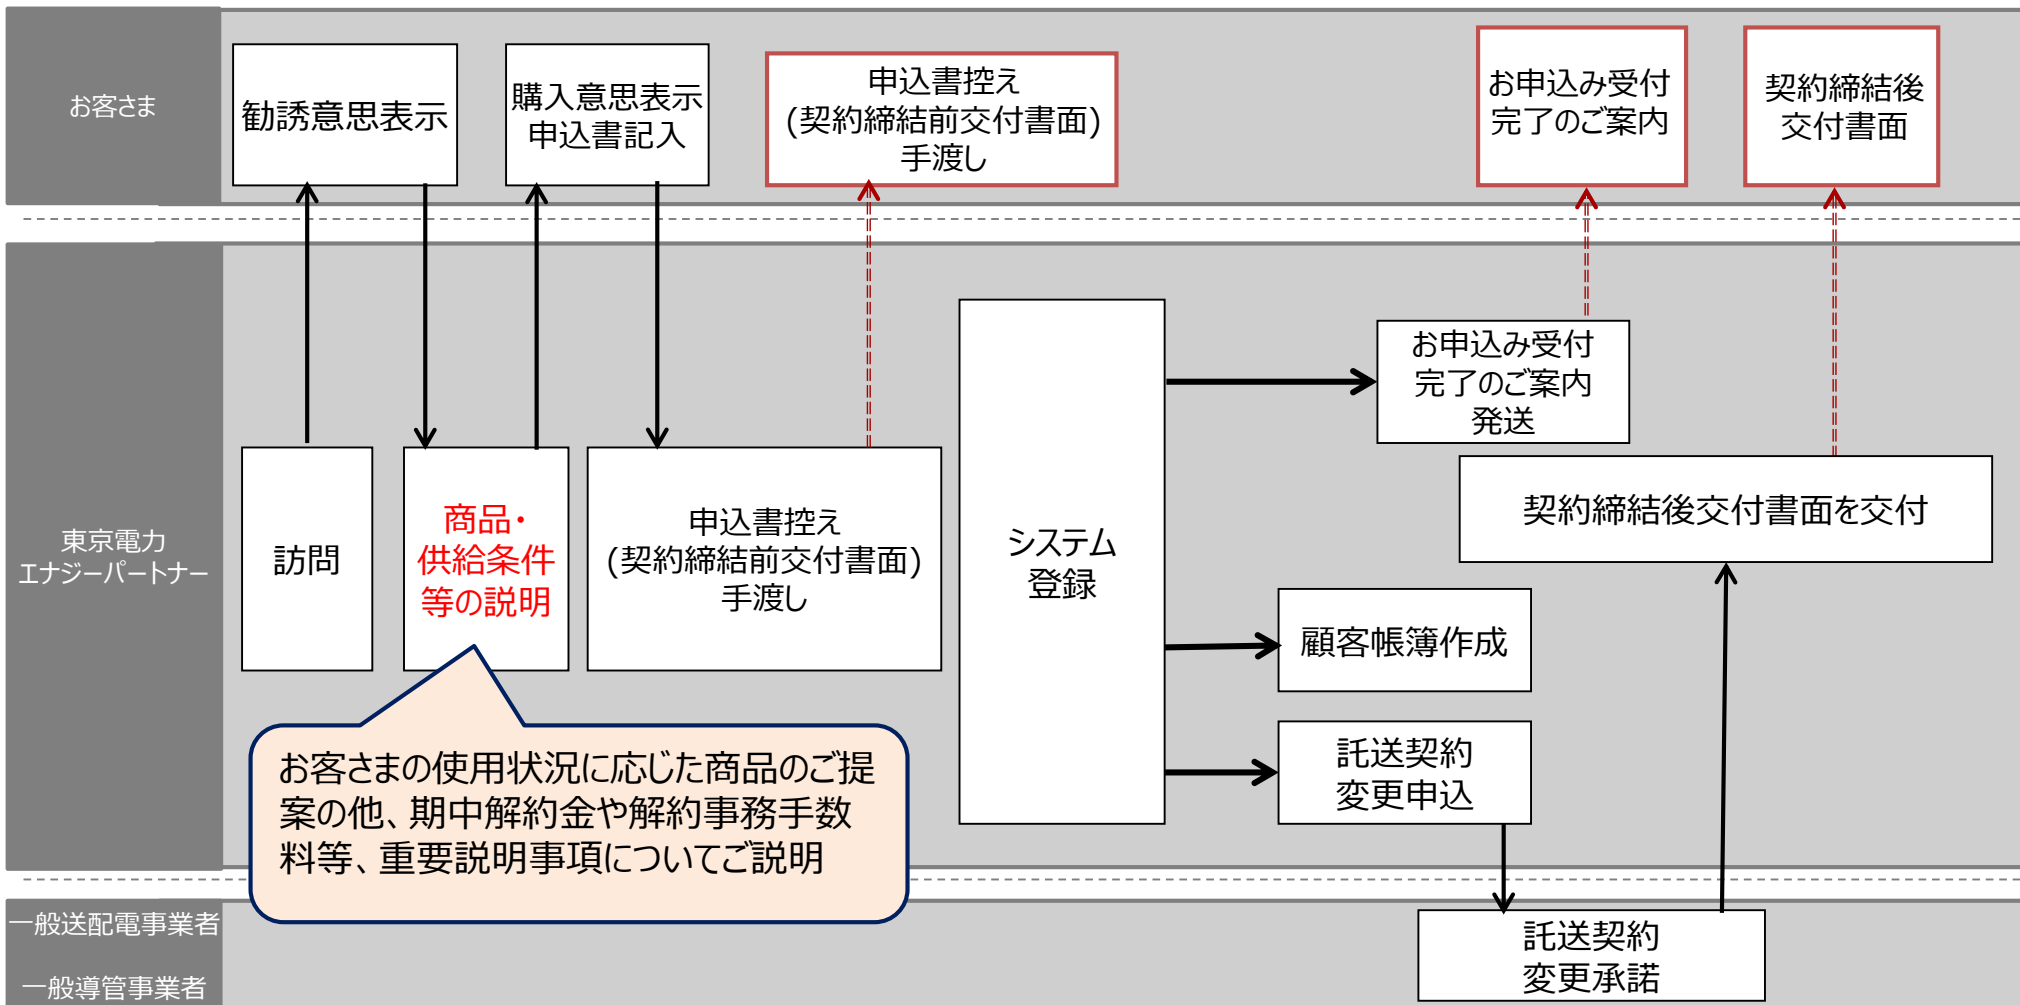 お客さま
勧誘意思表示
購入意思表示
申込書記入
申込書控え
(契約締結前交付書面)
手渡し
お申込み受付
完了のご案内
契約締結後
交付書面
東京電力
エナジーパートナー
訪問
商品・
供給条件
等の説明
申込書控え
(契約締結前交付書面)
手渡し
システム
登録
お申込み受付
完了のご案内
発送
契約締結後交付書面を交付
顧客帳簿作成
託送契約
変更申込
お客さまの使用状況に応じた商品のご提
案の他、期中解約金や解約事務手数
料等、重要説明事項についてご説明
一般送配電事業者
一般導管事業者
託送契約
変更承諾